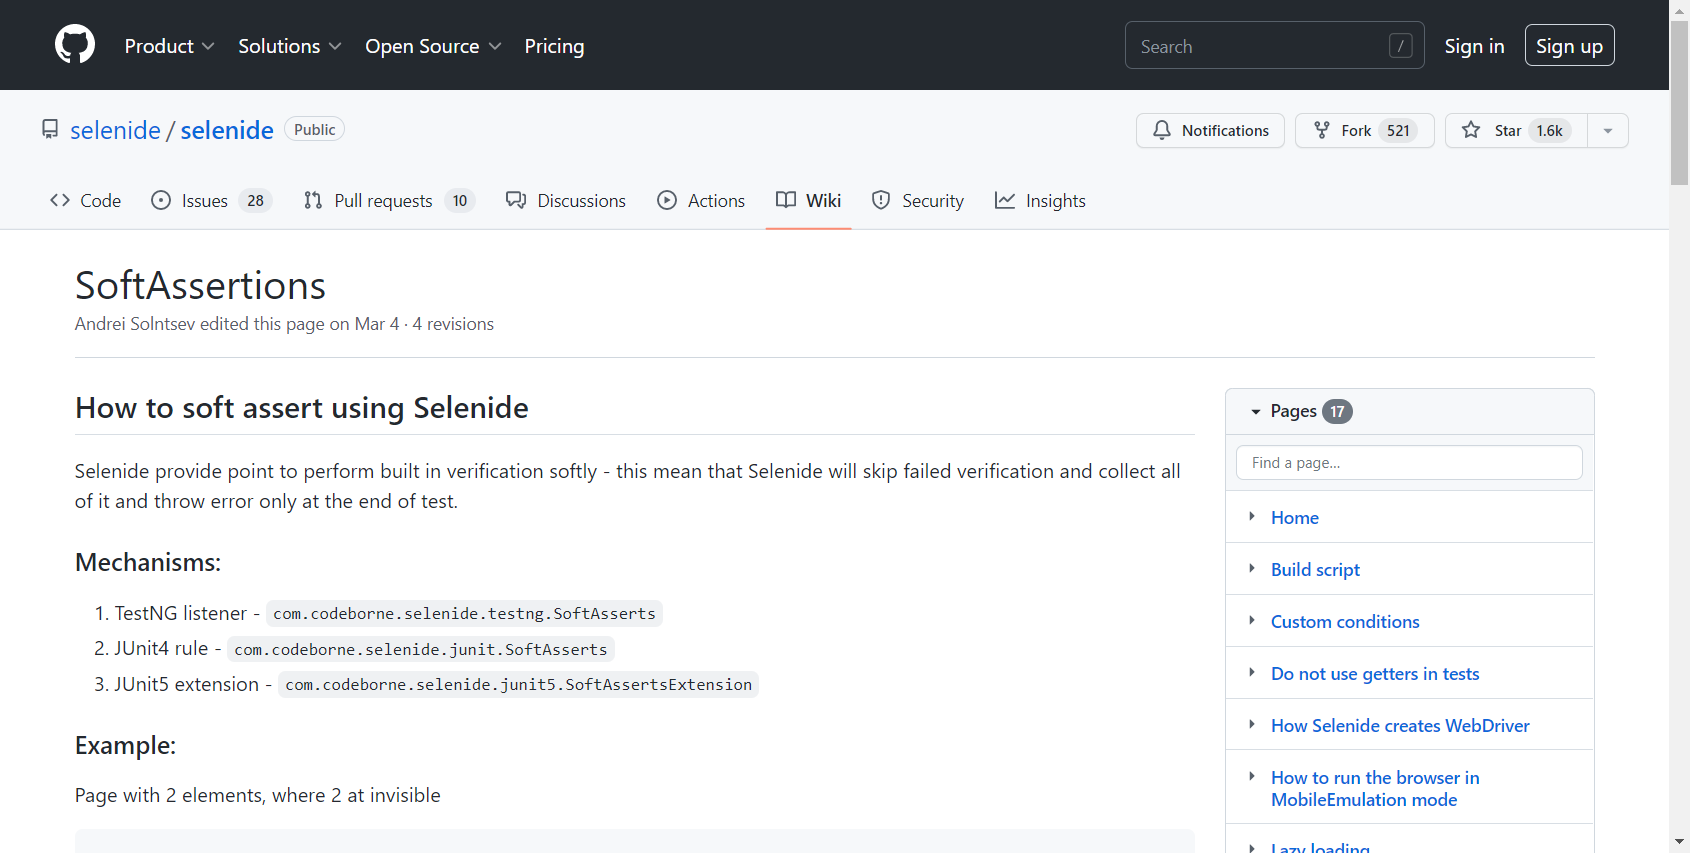 Product Solutions Open Source Pricing Search / Sign in Sign up
selenide / selenide Public Notifications Fork 521 Star 1.6k
Code Issues 28 Pull requests 10 Discussions Actions Wiki Security Insights
SoftAssertions
Andrei Solntsev edited this page on Mar 4 · 4 revisions
How to soft assert using Selenide
Selenide provide point to perform built in verification softly - this mean that Selenide will skip failed verification and collect all
of it and throw error only at the end of test.
Mechanisms:
1. TestNG listener - com.codeborne.selenide.testng.SoftAsserts
2. JUnit4 rule - com.codeborne.selenide.junit.SoftAsserts
3. JUnit5 extension - com.codeborne.selenide.junit5.SoftAssertsExtension
Example:
Page with 2 elements, where 2 at invisible
Pages 17
Find a page...
Home
Build script
Custom conditions
Do not use getters in tests
How Selenide creates WebDriver
How to run the browser in
MobileEmulation mode
Lazy loading